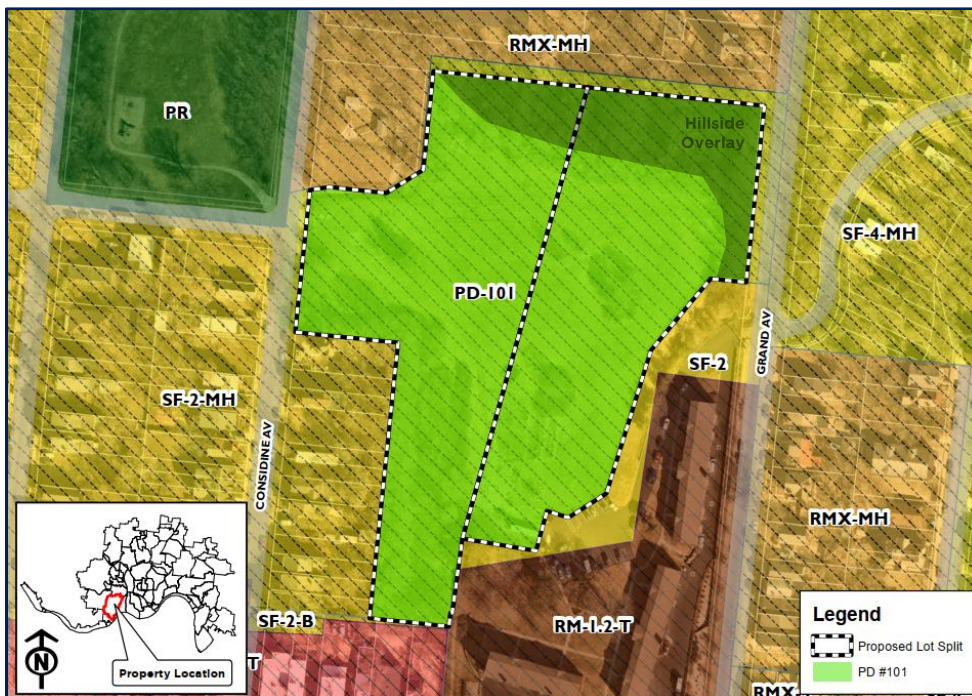 RMX-MH
PR
Hillside
Overlay
SF-4-MH
PD-101
GRAND AV
SF-2
SF-2-MH
CONSIDINE AV
RMX-MH
SF-2-B
RM-1.2-T
T
N
Property Location
Legend
Proposed Lot Split
PD #101